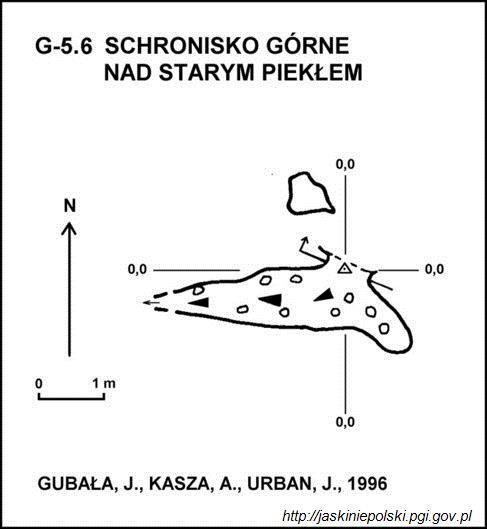 G-5.6 SCHRONISKO GÓRNE
NAD STARYM PIEKŁEM
0,0
N
0,0
0,0
0 1 m
0,0
GUBAŁA, J., KASZA, A., URBAN, J., 1996
http://jaskiniepolski.pgi.gov.pl